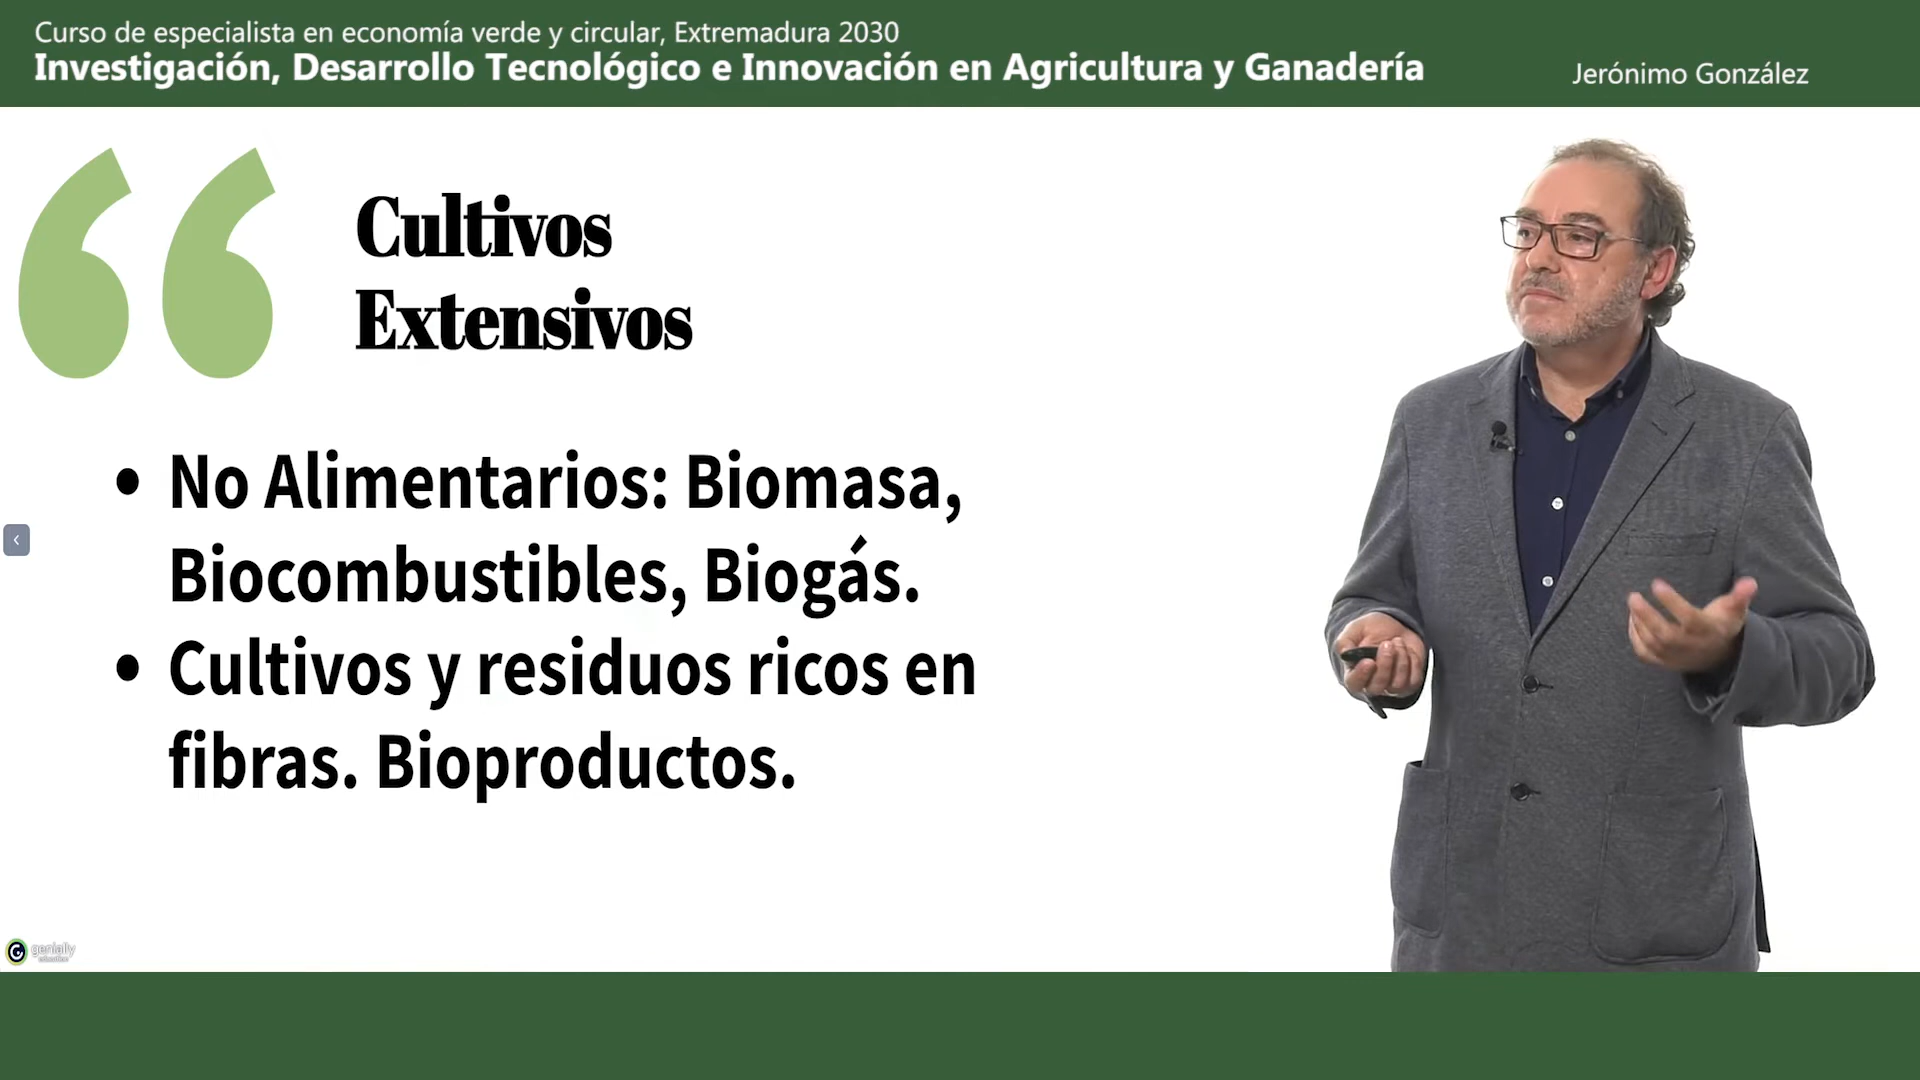 Curso de especialista en economía verde y circular, Extremadura 2030
Investigación, Desarrollo Tecnológico e Innovación en Agricultura y Ganadería
Jerónimo González
Cultivos
Extensivos
• No Alimentarios: Biomasa,
Biocombustibles, Biogás.
• Cultivos y residuos ricos en
fibras. Bioproductos.
genially
education